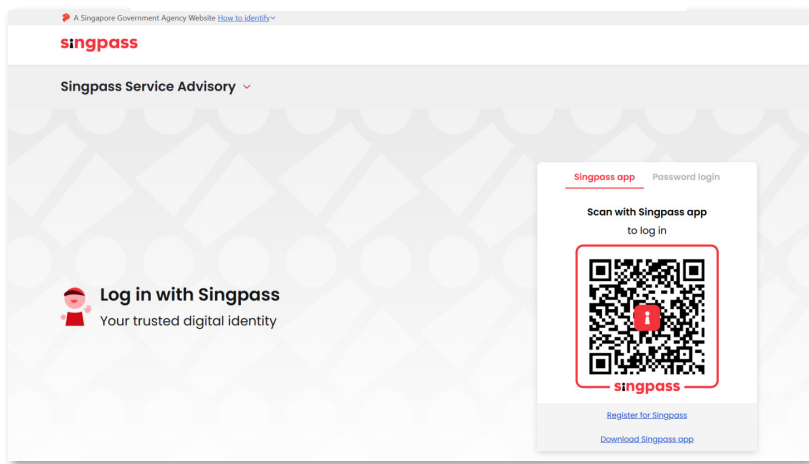 A Singapore Government Agency Website How to identify
singpass
Singpass Service Advisory
Singpass app Password login
Scan with Singpass app
to log in
Log in with Singpass
Your trusted digital identity
singpass
Register for Singpass
Download Singpass app